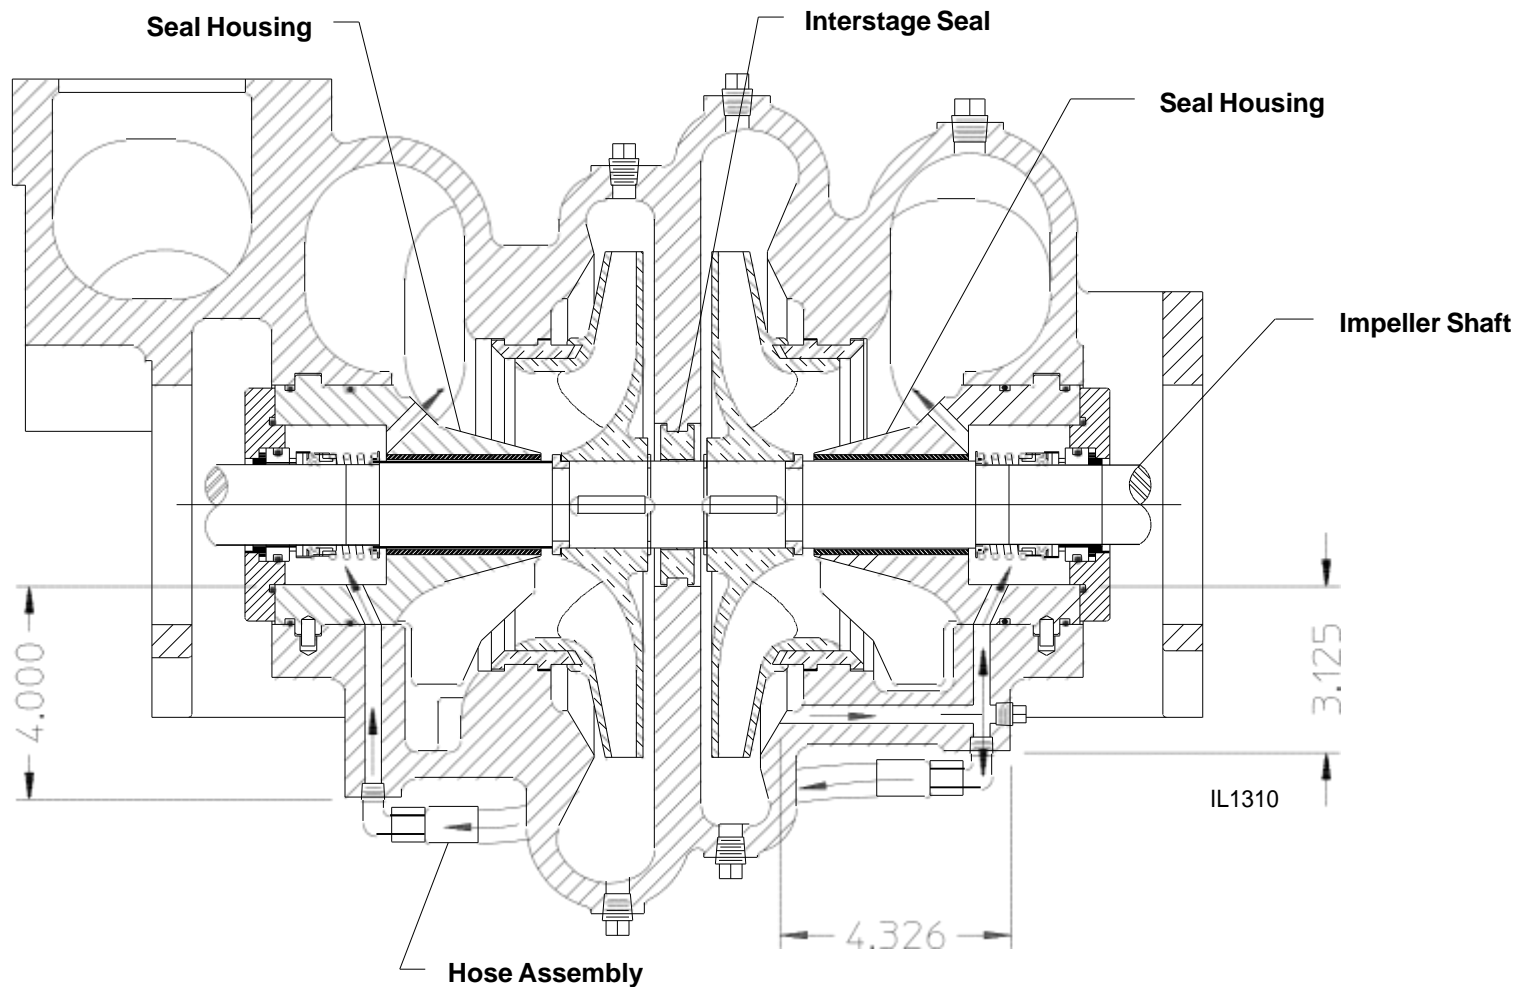 Interstage Seal
Seal Housing
Seal Housing
Impeller Shaft
4.000
3.125
IL1310
4.326
Hose Assembly